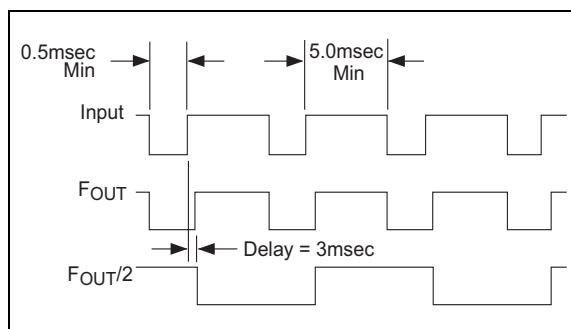 0.5msec
Min
5.0msec
Min
Input
FOUT
Delay = 3msec
FOUT/2